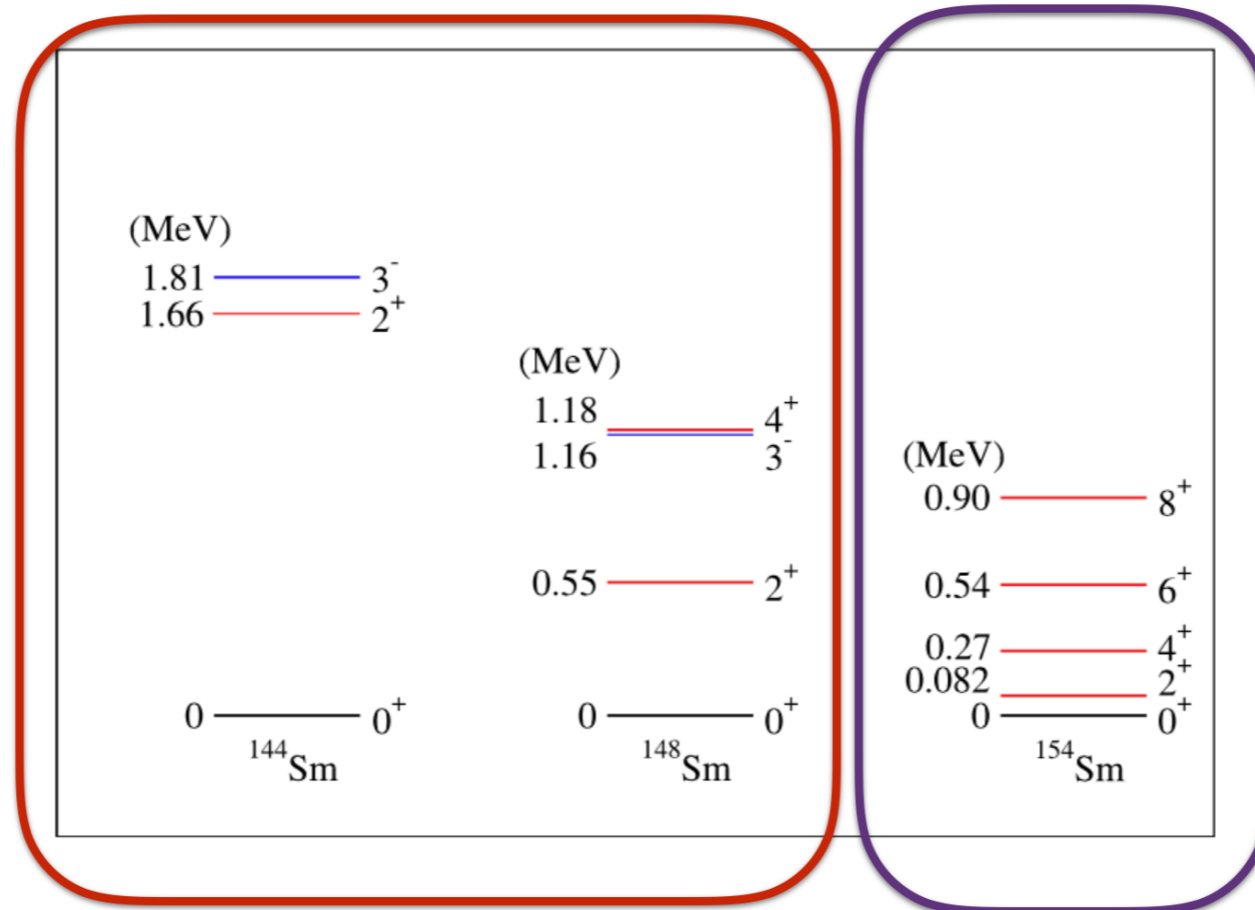 (MeV)
1.81 3⁻
1.66 2⁺
0 0⁺
¹⁴⁴Sm
(MeV)
1.18 4⁺
1.16 3⁻
0.55 2⁺
0 0⁺
¹⁴⁸Sm
(MeV)
0.90 8⁺
0.54 6⁺
0.27 4⁺
0.082 2⁺
0 0⁺
¹⁵⁴Sm